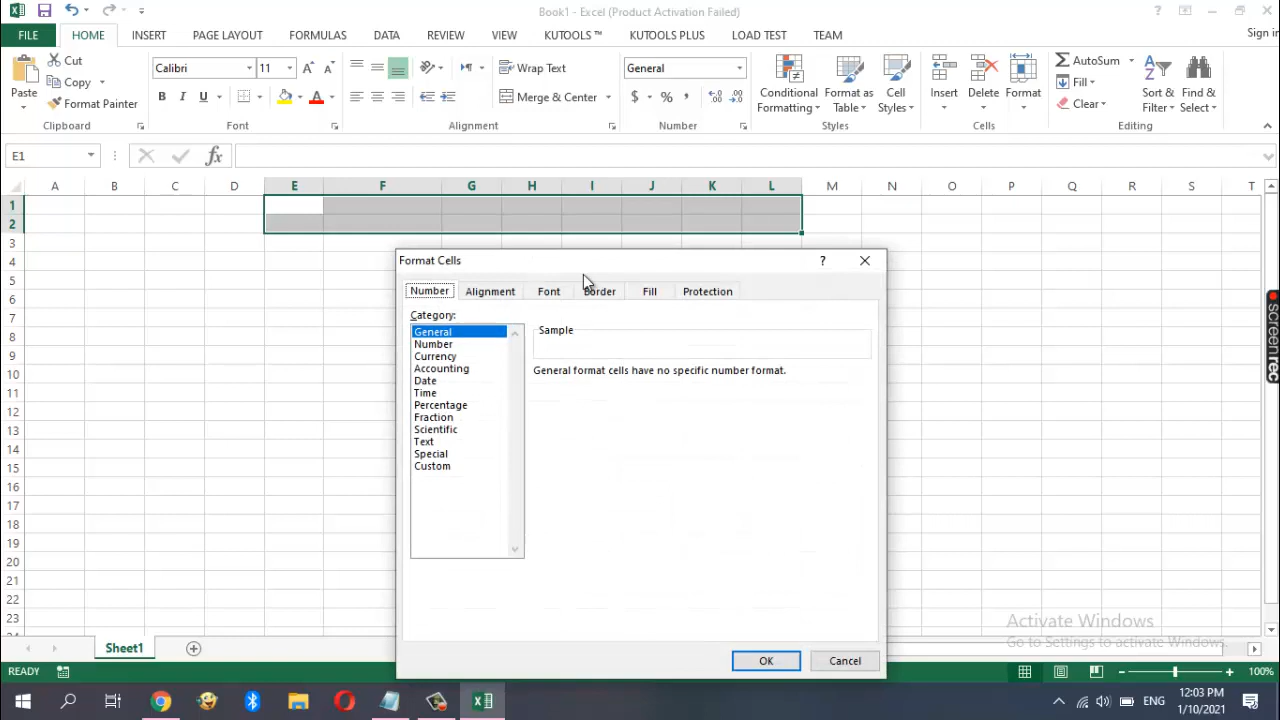 Book1 - Excel (Product Activation Failed)
FILE HOME INSERT PAGE LAYOUT FORMULAS DATA REVIEW VIEW KUTOOLS ™ KUTOOLS PLUS LOAD TEST TEAM Sign in
Paste
Cut
Copy
Format Painter
Clipboard
Calibri 11
B I U
Font
Wrap Text
Merge & Center
Alignment
General
$ % ,
Number
Conditional Formatting
Format as Table
Cell Styles
Styles
Insert Delete Format
Cells
AutoSum
Fill
Clear
Sort & Filter
Find & Select
Editing
E1
fx
A B C D E F G H I J K L M N O P Q R S T
1
2
3
4
5
6
7
8
9
10
11
12
13
14
15
16
17
18
19
20
21
22
23
Format Cells
Number Alignment Font Border Fill Protection
Category:
General
Number
Currency
Accounting
Date
Time
Percentage
Fraction
Scientific
Text
Special
Custom
Sample
General format cells have no specific number format.
OK Cancel
screenrec
Activate Windows
Go to Settings to activate Windows.
Sheet1
READY 100%
ENG
12:03 PM
1/10/2021